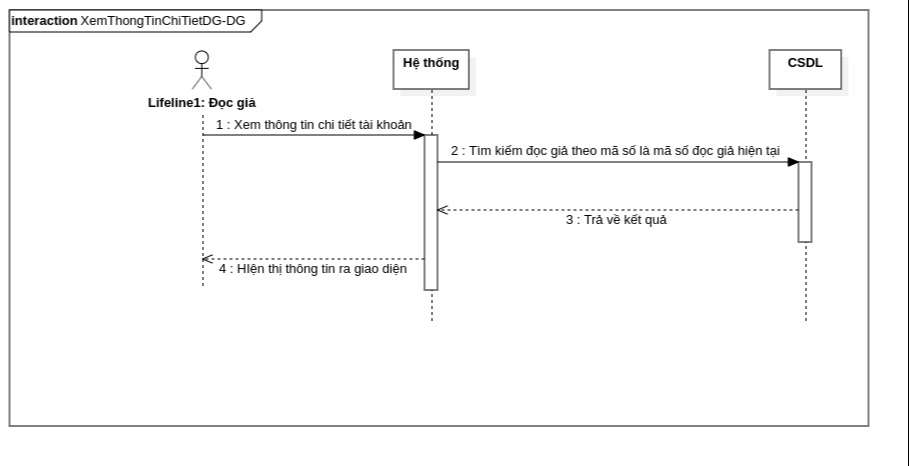 interaction XemThongTinChiTietDG-DG
Hệ thống
CSDL
Lifeline1: Đọc giả
1 : Xem thông tin chi tiết tài khoản
2 : Tìm kiếm đọc giả theo mã số là mã số đọc giả hiện tại
3 : Trả về kết quả
4 : HIện thị thông tin ra giao diện